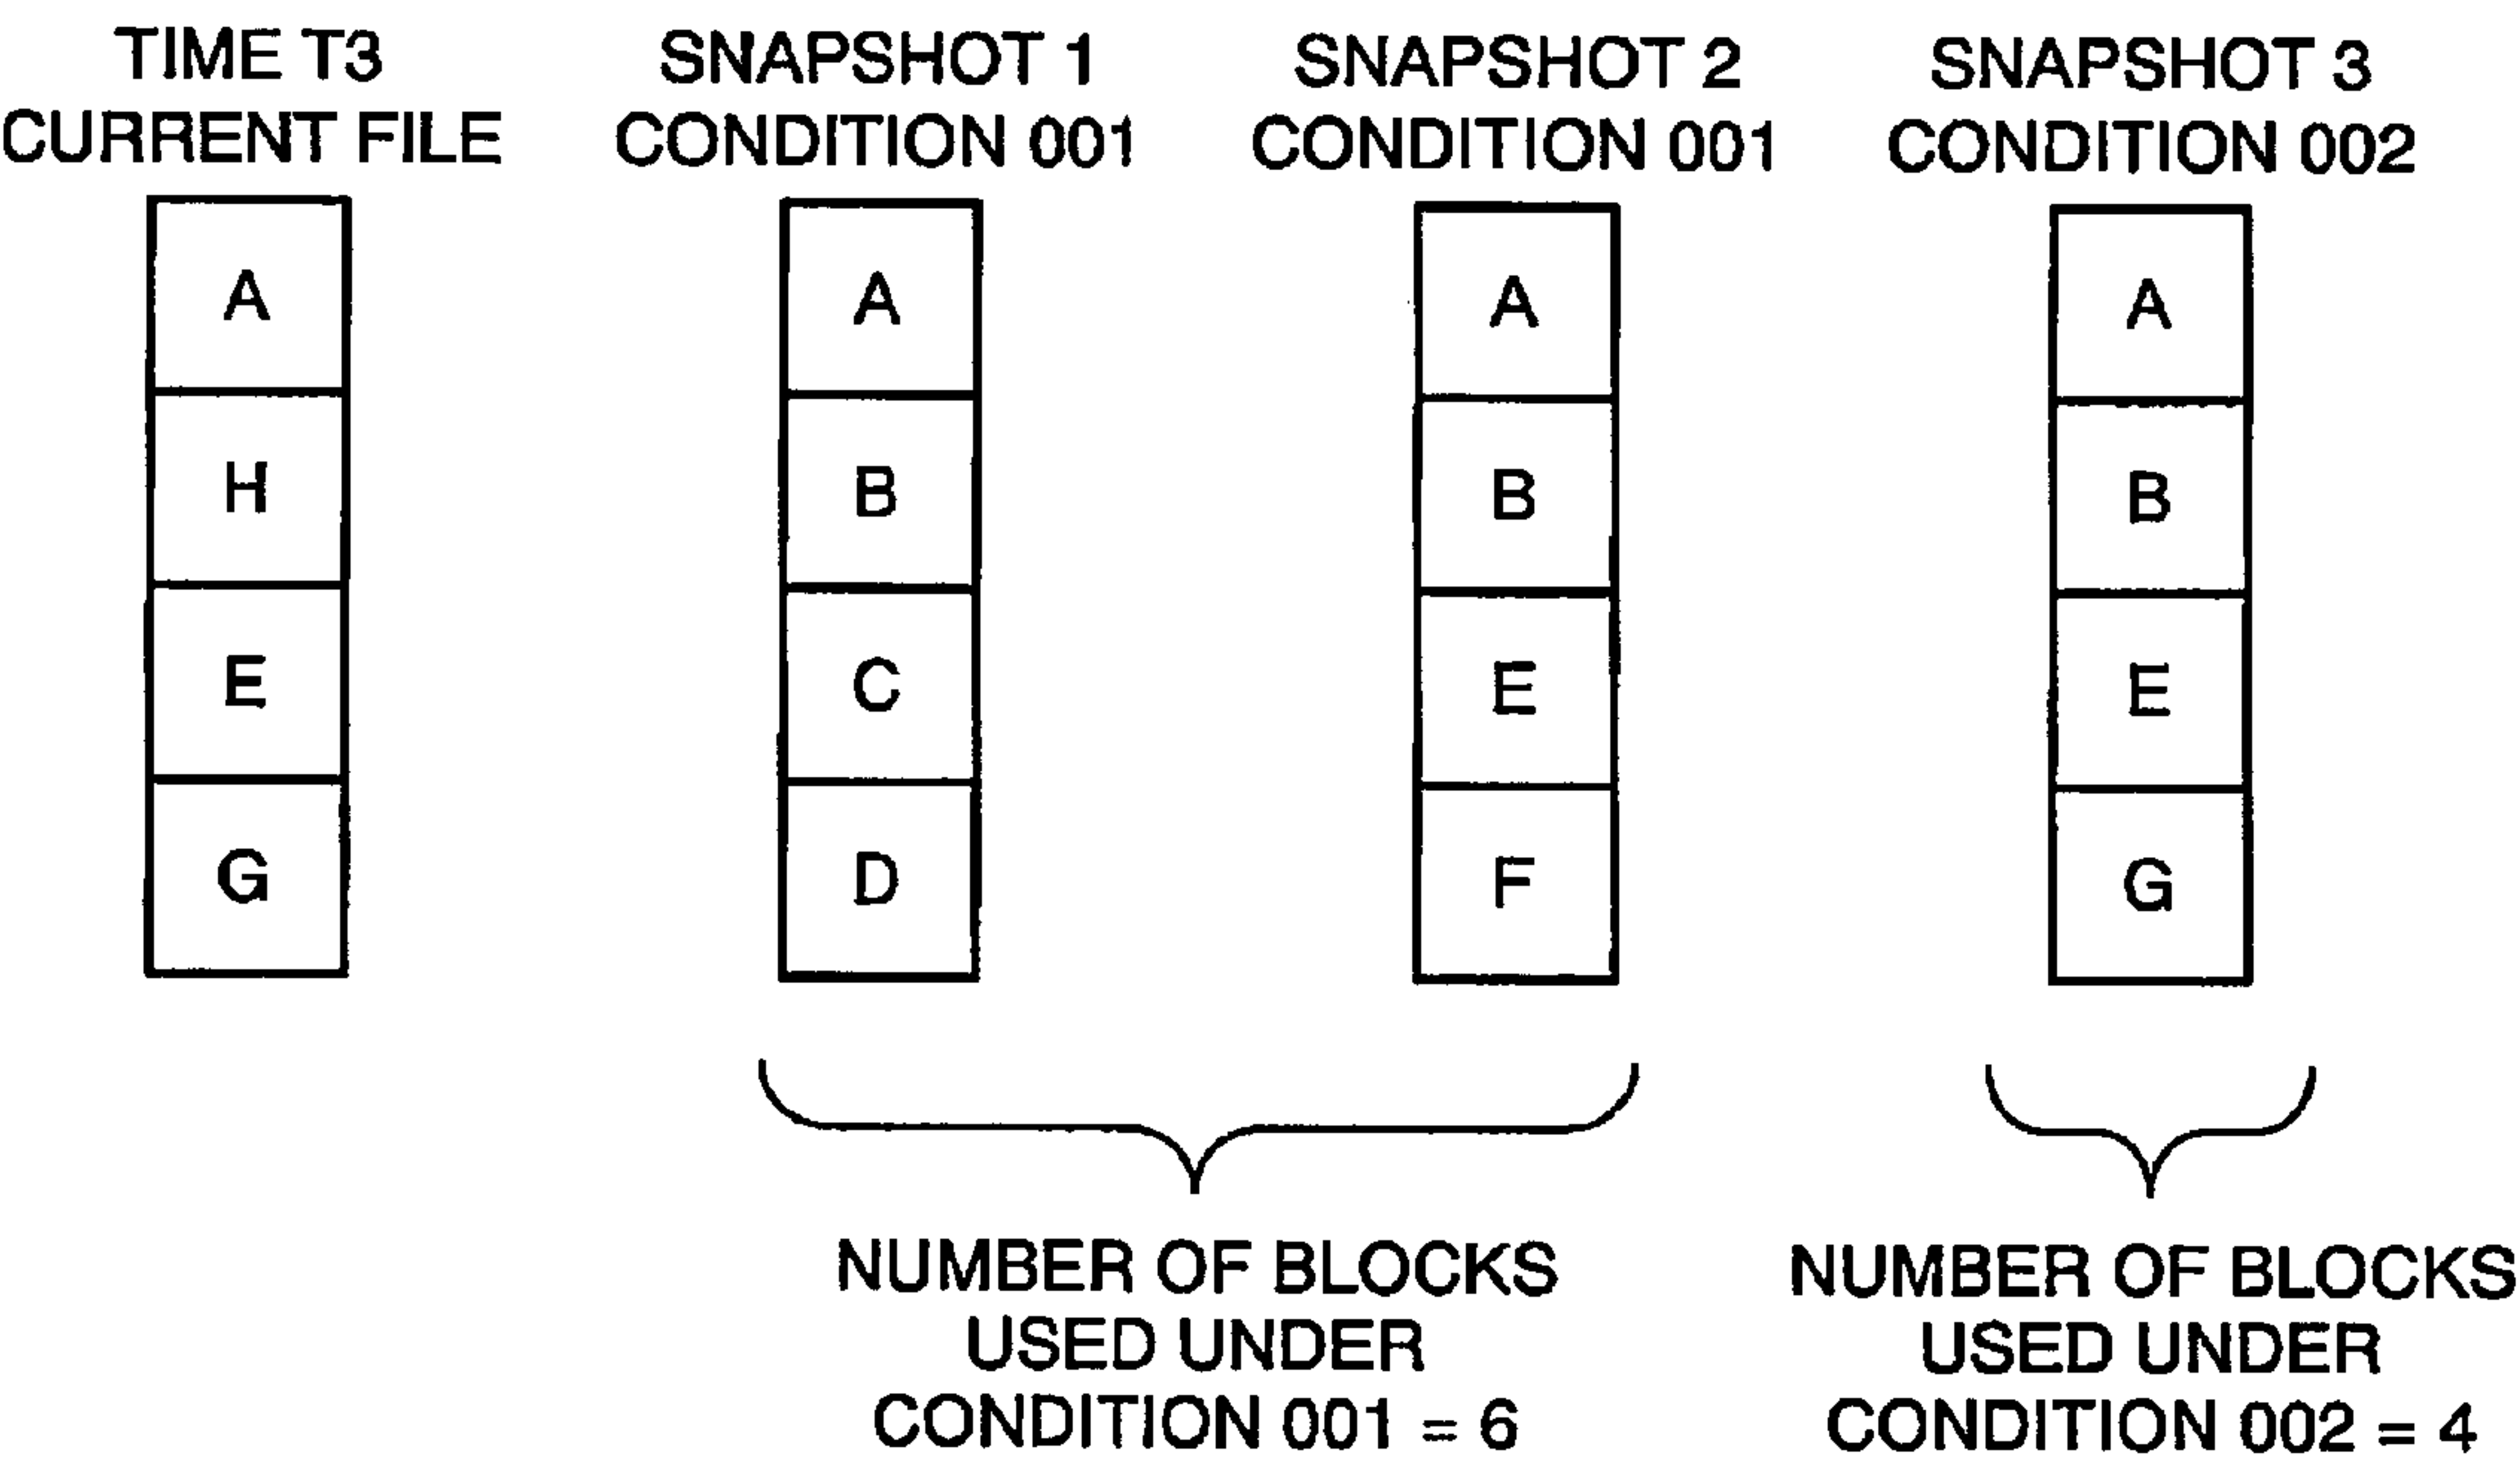 TIME T3
CURRENT FILE
A
H
E
G
SNAPSHOT 1
CONDITION 001
A
B
C
D
SNAPSHOT 2
CONDITION 001
A
B
E
F
SNAPSHOT 3
CONDITION 002
A
B
E
G
NUMBER OF BLOCKS
USED UNDER
CONDITION 001 = 6
NUMBER OF BLOCKS
USED UNDER
CONDITION 002 = 4